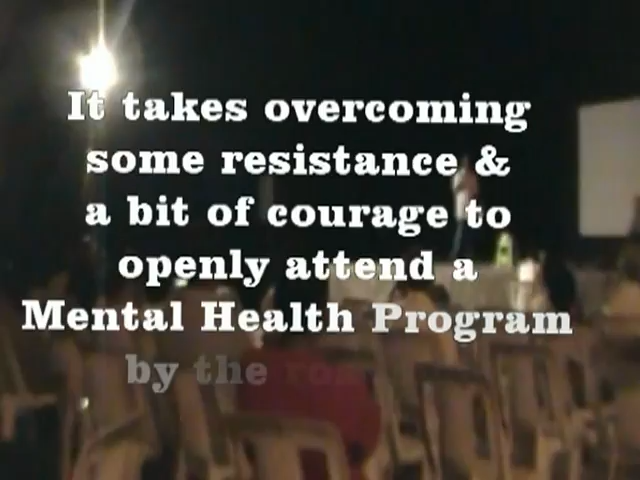 It takes overcoming
some resistance &
a bit of courage to
openly attend a
Mental Health Program
by the